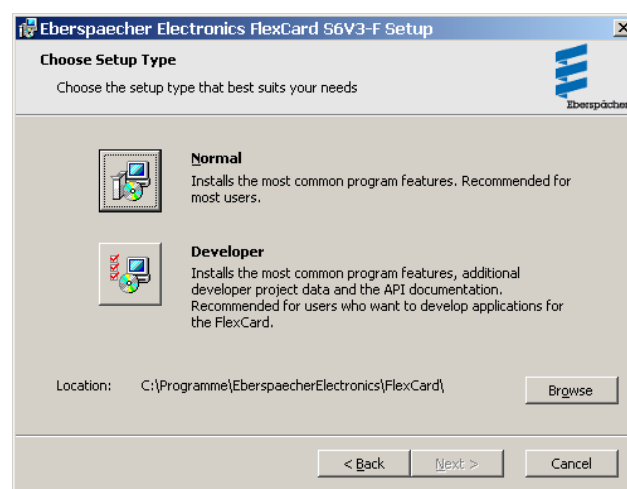 Eberspaecher Electronics FlexCard S6V3-F Setup
Choose Setup Type
Choose the setup type that best suits your needs
Eberspächer
Normal
Installs the most common program features. Recommended for
most users.
Developer
Installs the most common program features, additional
developer project data and the API documentation.
Recommended for users who want to develop applications for
the FlexCard.
Location: C:\Programme\EberspaecherElectronics\FlexCard\ Browse
< Back Next > Cancel